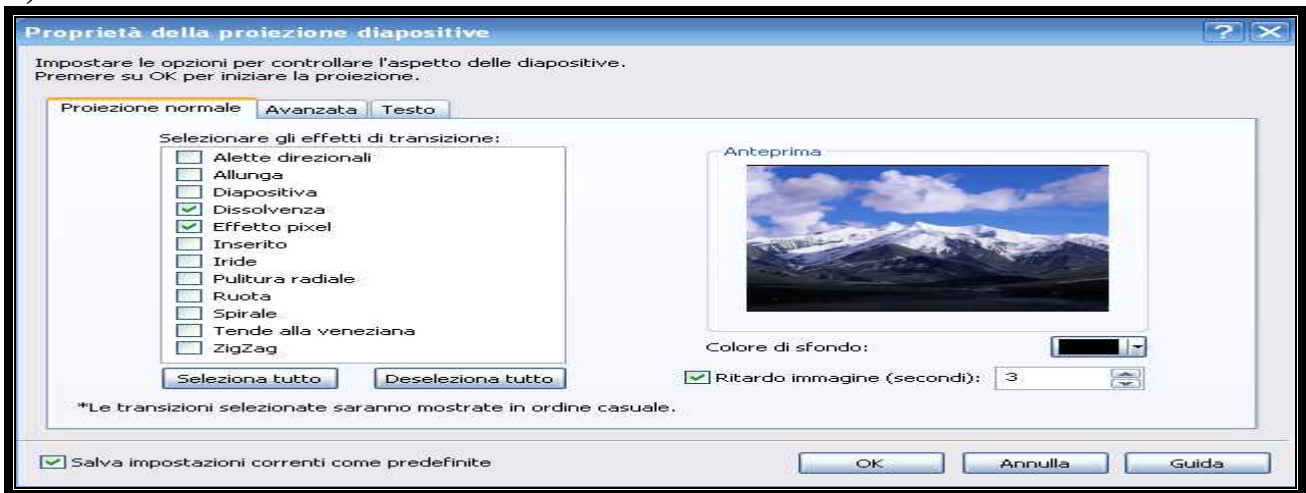 Proprietà della proiezione diapositive
Impostare le opzioni per controllare l'aspetto delle diapositive.
Premere su OK per iniziare la proiezione.
Proiezione normale Avanzata Testo
Selezionare gli effetti di transizione:
Alette direzionali
Allunga
Diapositiva
Dissolvenza
Effetto pixel
Inserito
Iride
Pulitura radiale
Ruota
Spirale
Tende alla veneziana
ZigZag
Seleziona tutto Deseleziona tutto
Anteprima
Colore di sfondo:
Ritardo immagine (secondi): 3
*Le transizioni selezionate saranno mostrate in ordine casuale.
Salva impostazioni correnti come predefinite
OK Annulla Guida